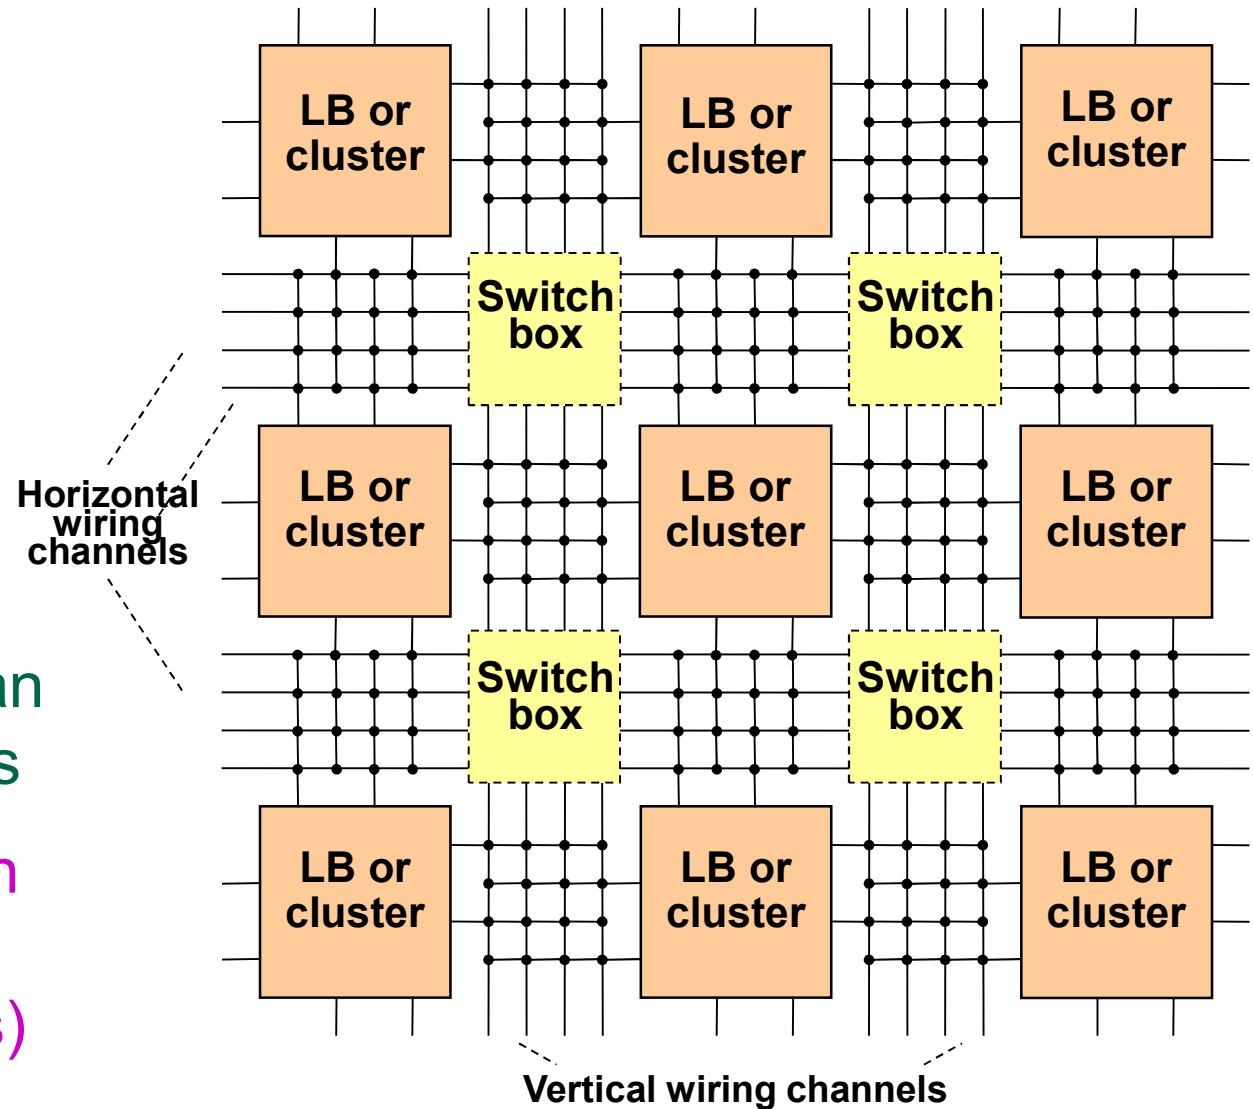 LB or
cluster
LB or
cluster
LB or
cluster
Switch
box
Switch
box
Horizontal
wiring
channels
LB or
cluster
LB or
cluster
LB or
cluster
Switch
box
Switch
box
LB or
cluster
LB or
cluster
LB or
cluster
Vertical wiring channels